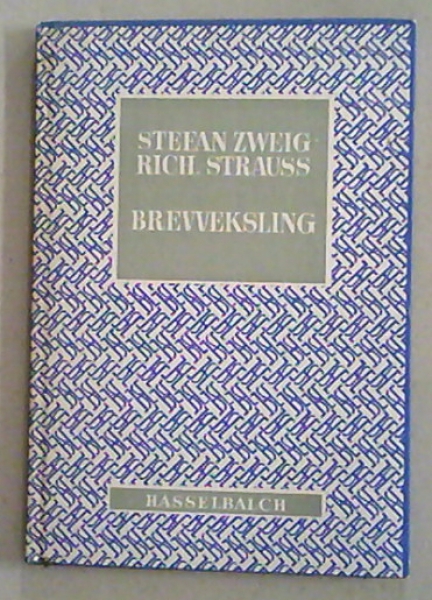 STEFAN ZWEIG
RICH. STRAUSS
BREVVEKSLING
HASSELBALCH